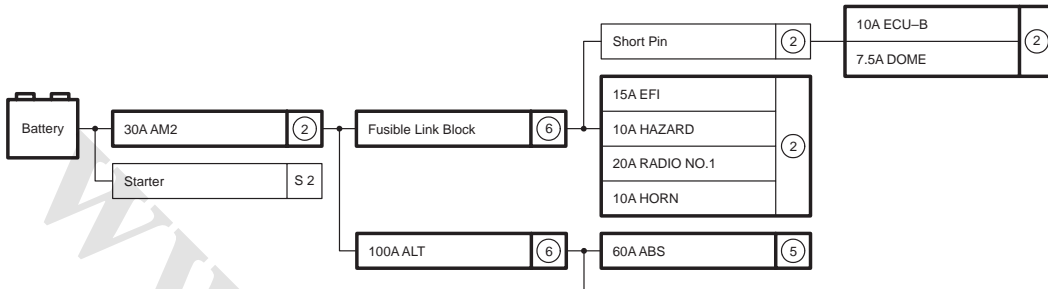 10A ECU–B
Short Pin
2
2
7.5A DOME
15A EFI
Battery
30A AM2
2
Fusible Link Block
6
10A HAZARD
2
20A RADIO NO.1
Starter
S 2
10A HORN
100A ALT
6
60A ABS
5